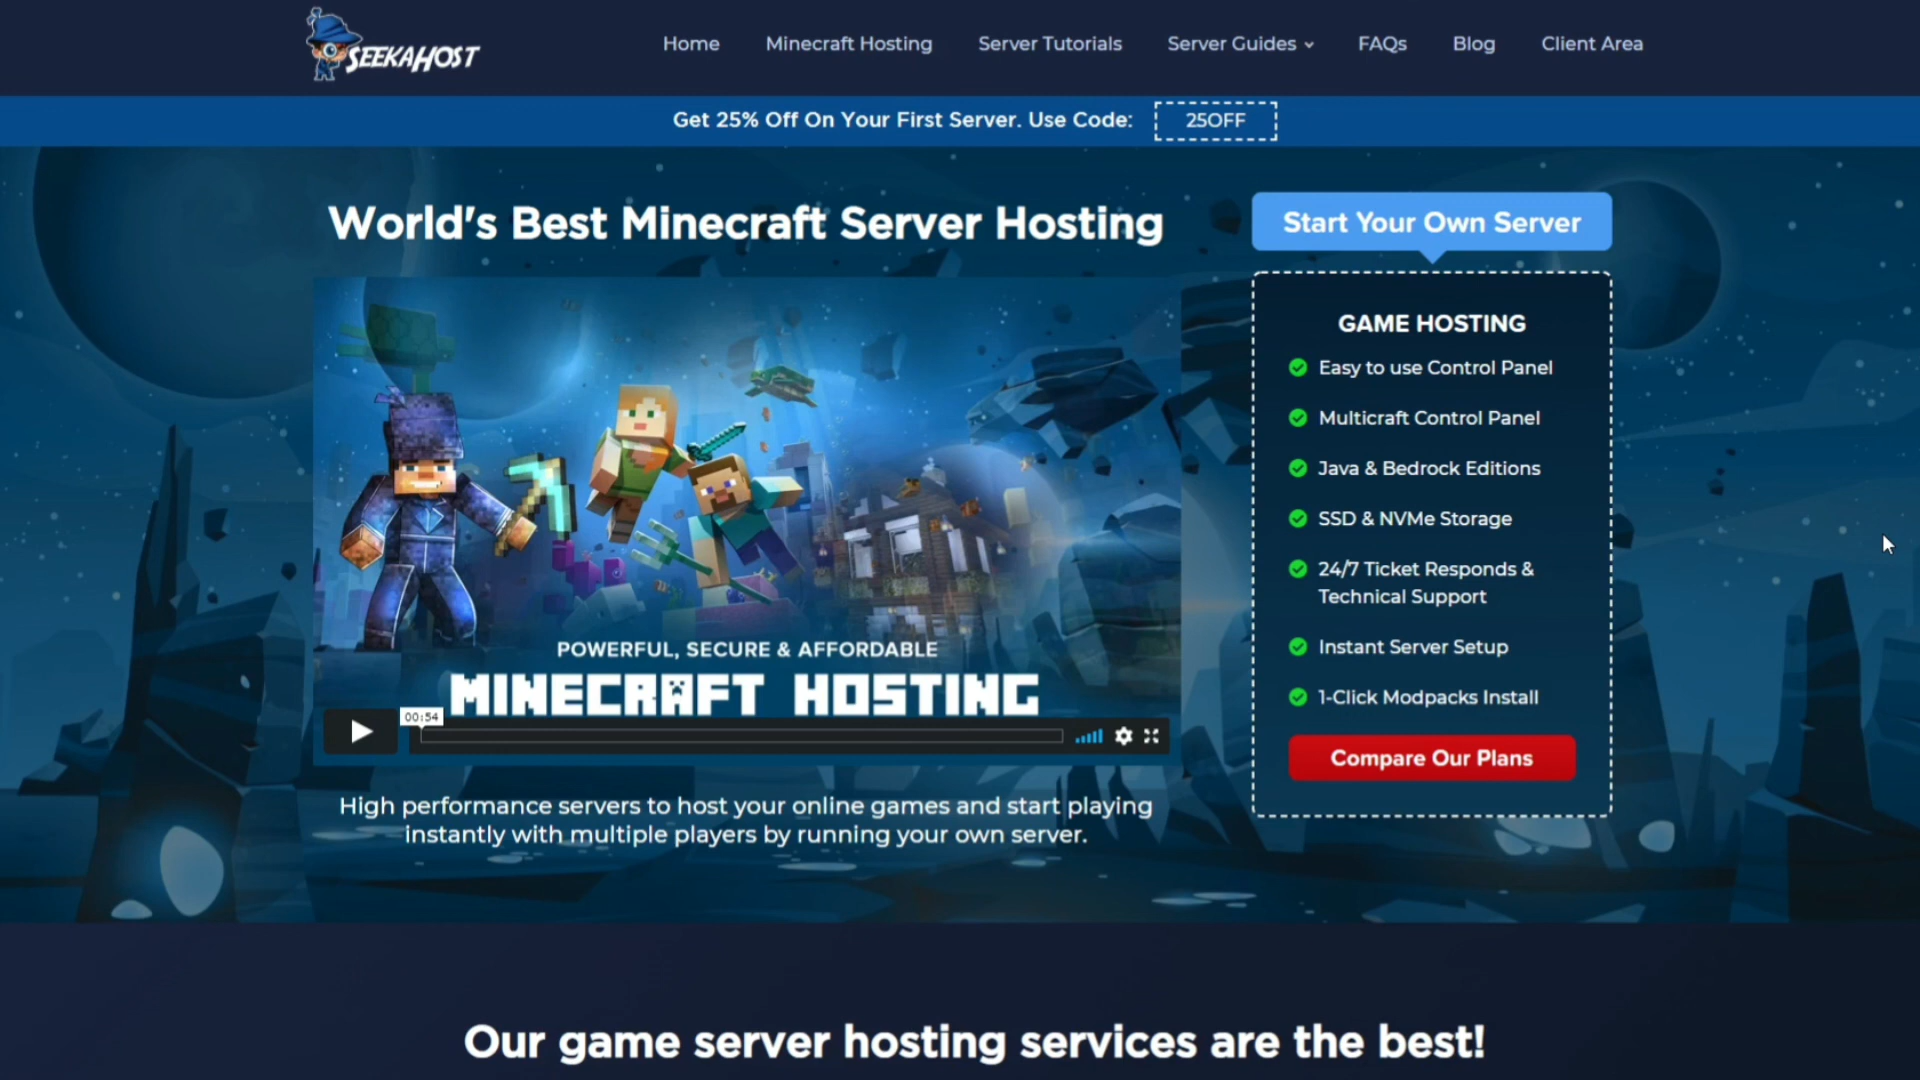 SEEKAHOST
Home
Minecraft Hosting
Server Tutorials
Server Guides
FAQs
Blog
Client Area
Get 25% Off On Your First Server. Use Code:
25OFF
World's Best Minecraft Server Hosting
POWERFUL, SECURE & AFFORDABLE
MINECRAFT HOSTING
00:54
High performance servers to host your online games and start playing
instantly with multiple players by running your own server.
Start Your Own Server
GAME HOSTING
Easy to use Control Panel
Multicraft Control Panel
Java & Bedrock Editions
SSD & NVMe Storage
24/7 Ticket Responds &
Technical Support
Instant Server Setup
1-Click Modpacks Install
Compare Our Plans
Our game server hosting services are the best!